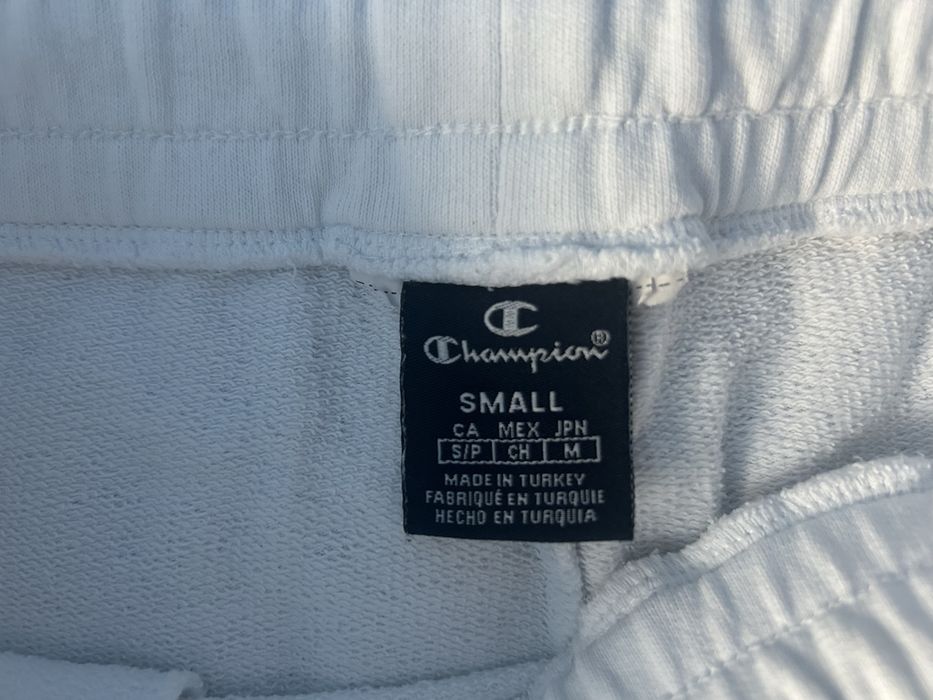 Champion®
SMALL
CA MEX JPN
S/P CH M
MADE IN TURKEY
FABRIQUÉ EN TURQUIE
HECHO EN TURQUIA